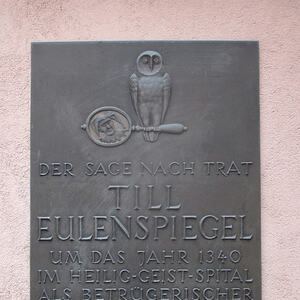 DER SAGE NACH TRAT
TILL
EULENSPIEGEL
UM DAS JAHR 1340
IM HEILIG-GEIST-SPITAL
ALS BETRÜGERISCHER